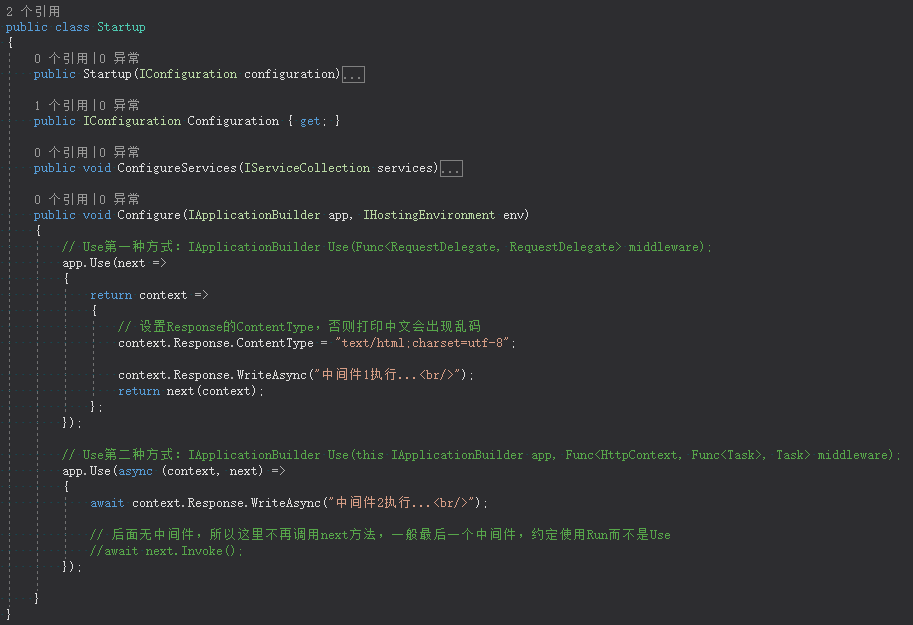 2 个引用
public class Startup
{
0 个引用|0 异常
public Startup(IConfiguration configuration)...
1 个引用|0 异常
public IConfiguration Configuration { get; }
0 个引用|0 异常
public void ConfigureServices(IServiceCollection services)...
0 个引用|0 异常
public void Configure(IApplicationBuilder app, IHostingEnvironment env)
{
// Use第一种方式：IApplicationBuilder Use(Func<RequestDelegate, RequestDelegate> middleware);
app.Use(next =>
{
return context =>
{
// 设置Response的ContentType，否则打印中文会出现乱码
context.Response.ContentType = "text/html;charset=utf-8";
context.Response.WriteAsync("中间件1执行...<br/>");
return next(context);
};
});
// Use第二种方式：IApplicationBuilder Use(this IApplicationBuilder app, Func<HttpContext, Func<Task>, Task> middleware);
app.Use(async (context, next) =>
{
await context.Response.WriteAsync("中间件2执行...<br/>");
// 后面无中间件，所以这里不再调用next方法，一般最后一个中间件，约定使用Run而不是Use
//await next.Invoke();
});
}
}